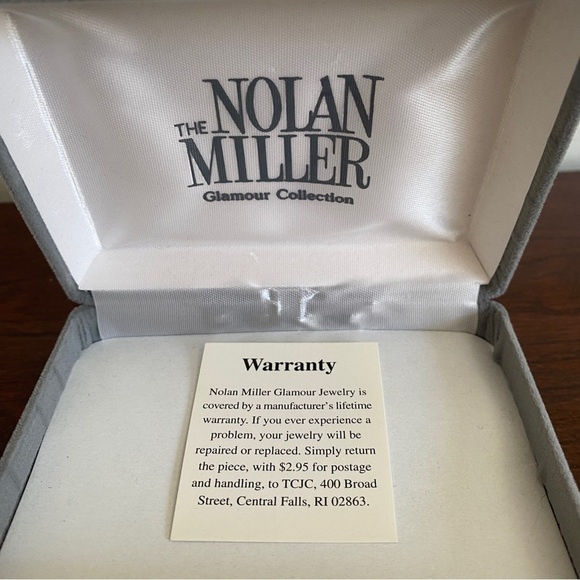 THE NOLAN
MILLER
Glamour Collection
Warranty
Nolan Miller Glamour Jewelry is
covered by a manufacturer's lifetime
warranty. If you ever experience a
problem, your jewelry will be
repaired or replaced. Simply return
the piece, with $2.95 for postage
and handling, to TCJC, 400 Broad
Street, Central Falls, RI 02863.